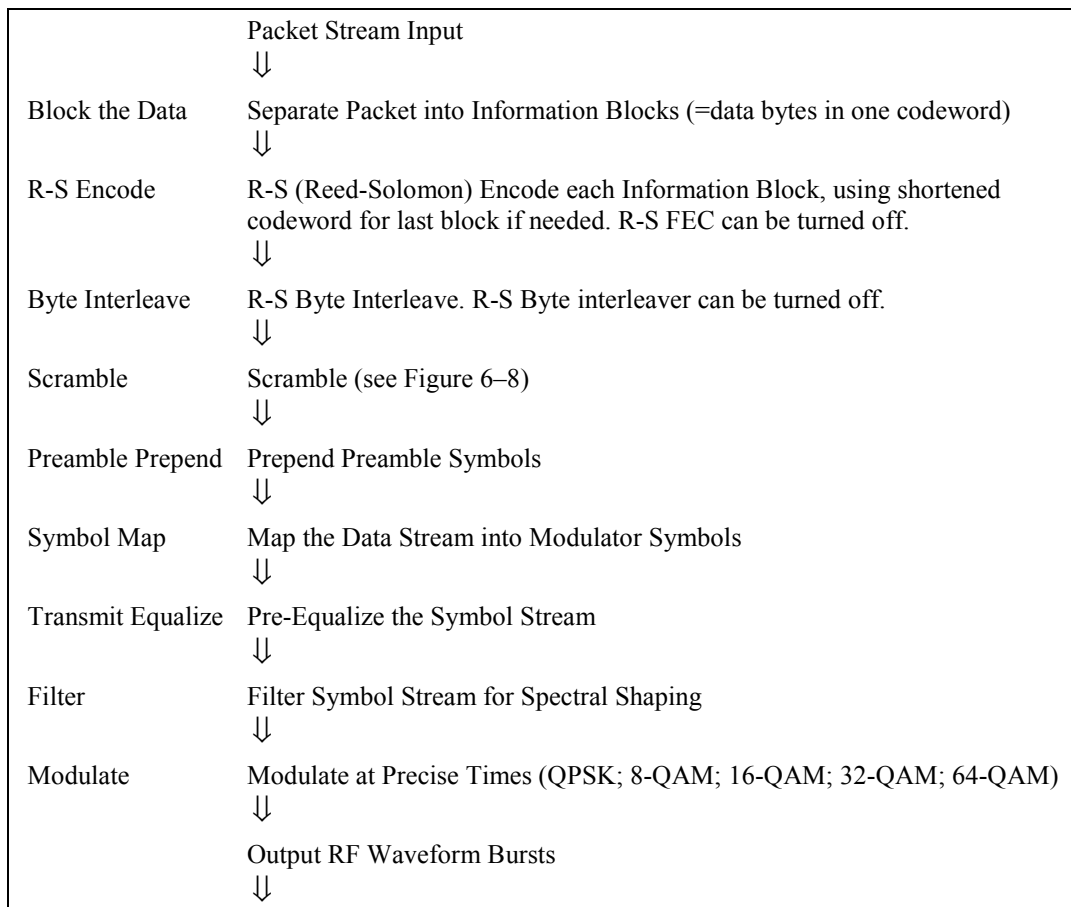 Packet Stream Input
⇓
Block the Data Separate Packet into Information Blocks (=data bytes in one codeword)
⇓
R-S Encode R-S (Reed-Solomon) Encode each Information Block, using shortened
codeword for last block if needed. R-S FEC can be turned off.
⇓
Byte Interleave R-S Byte Interleave. R-S Byte interleaver can be turned off.
⇓
Scramble Scramble (see Figure 6–8)
⇓
Preamble Prepend Prepend Preamble Symbols
⇓
Symbol Map Map the Data Stream into Modulator Symbols
⇓
Transmit Equalize Pre-Equalize the Symbol Stream
⇓
Filter Filter Symbol Stream for Spectral Shaping
⇓
Modulate Modulate at Precise Times (QPSK; 8-QAM; 16-QAM; 32-QAM; 64-QAM)
⇓
Output RF Waveform Bursts
⇓